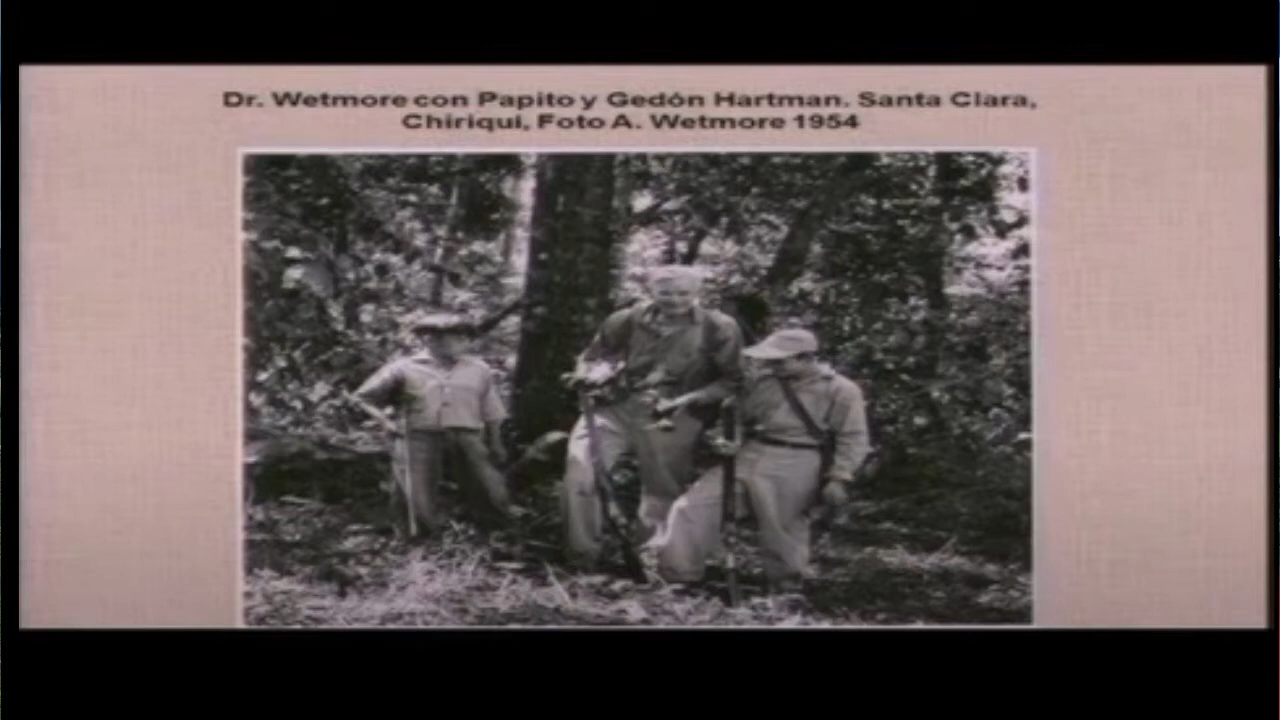 Dr. Wetmore con Papito y Gedón Hartman. Santa Clara,
Chiriqui, Foto A. Wetmore 1954